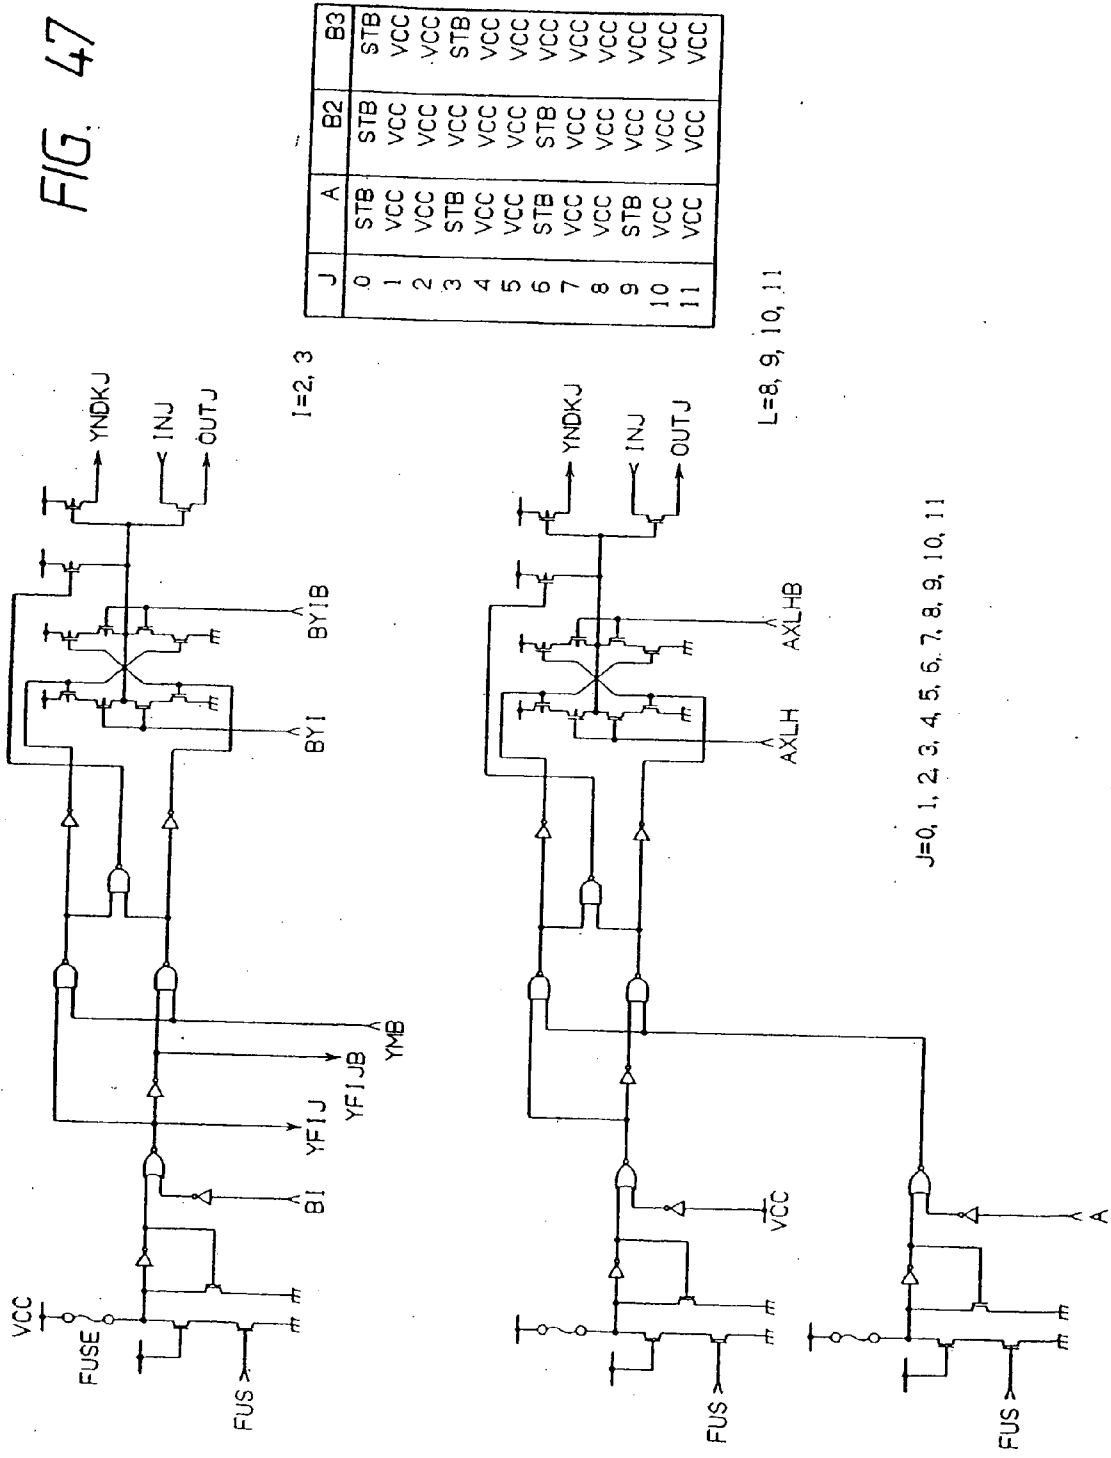 FIG. 47
J A B2 B3
0 STB STB STB
1 VCC VCC VCC
2 VCC VCC VCC
3 STB VCC STB
4 VCC VCC VCC
5 VCC VCC VCC
6 STB STB VCC
7 VCC VCC VCC
8 VCC VCC VCC
9 STB VCC VCC
10 VCC VCC VCC
11 VCC VCC VCC
VCC
FUSE
FUS
BI
YFIJ
YFIJB
YMB
BYI
BYIB
YNDKJ
INJ
OUTJ
I=2, 3
FUS
VCC
AXLH
AXLHB
YNDKJ
INJ
OUTJ
L=8, 9, 10, 11
FUS
A
J=0, 1, 2, 3, 4, 5, 6, 7, 8, 9, 10, 11